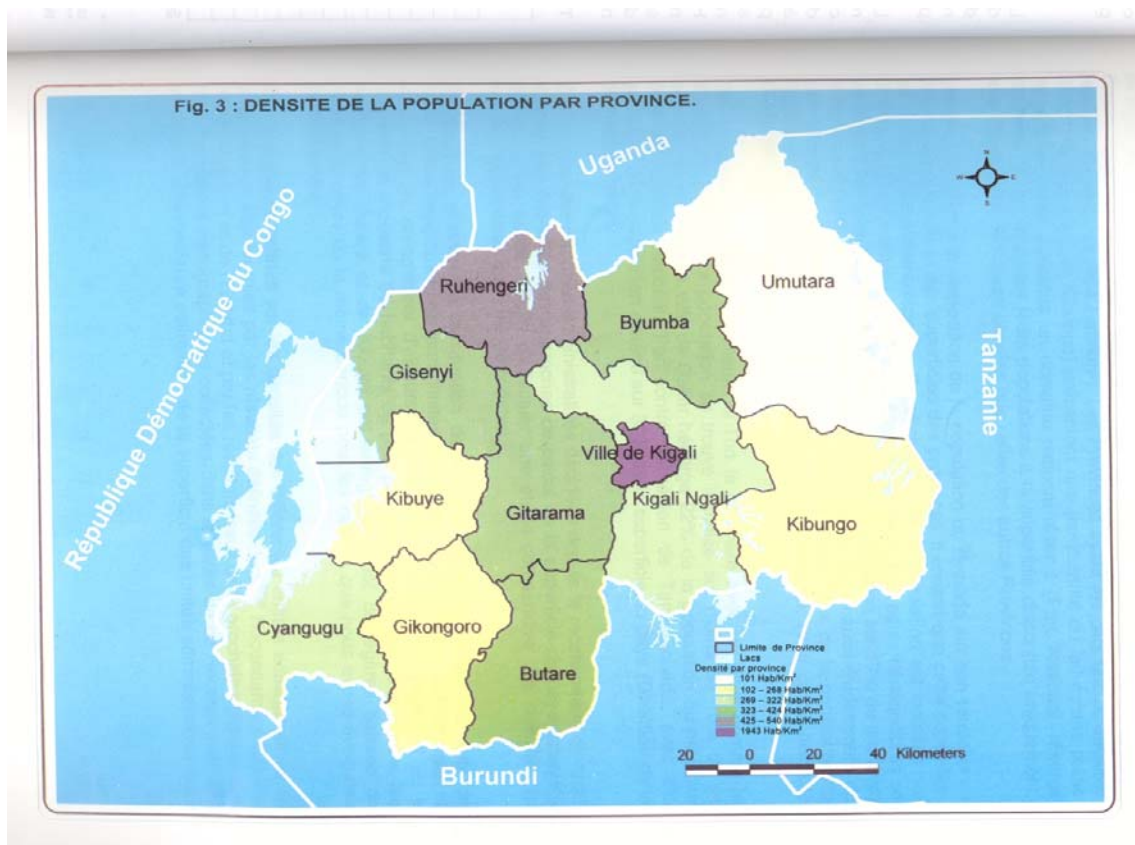 Fig. 3 : DENSITE DE LA POPULATION PAR PROVINCE.
Uganda
N
W
E
S
République Démocratique du Congo
Ruhengeri
Umutara
Byumba
Tanzanie
Gisenyi
Ville de Kigali
Kibuye
Kigali Ngali
Gitarama
Kibungo
Cyangugu
Gikongoro
Butare
Limite de Province
Lacs
Densité par province
101 Hab/Km²
102 – 268 Hab/Km²
269 – 322 Hab/Km²
323 – 424 Hab/Km²
425 – 540 Hab/Km²
1943 Hab/Km²
20 0 20 40 Kilometers
Burundi